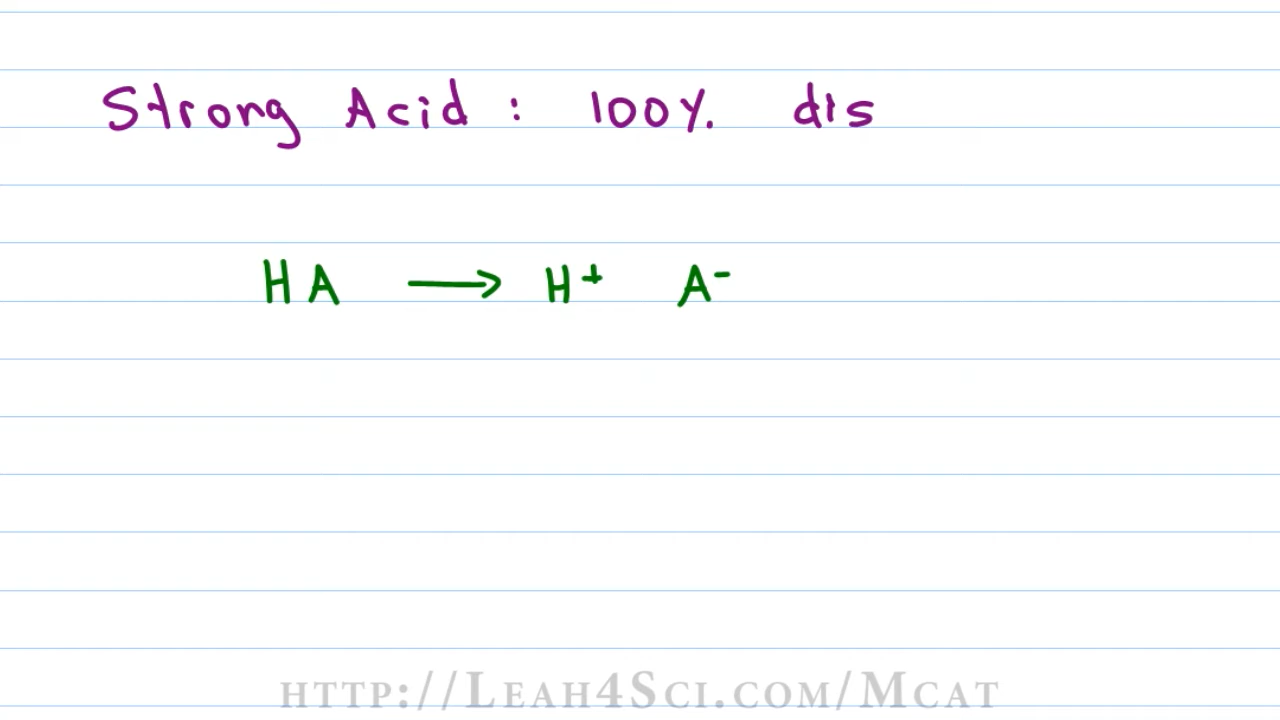 Strong Acid : 100% dis
HA → H⁺ A⁻
HTTP://LEAH4SCI.COM/MCAT